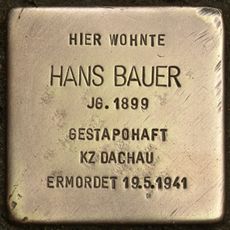 HIER WOHNTE
HANS BAUER
JG. 1899
GESTAPOHAFT
KZ DACHAU
ERMORDET 19.5.1941